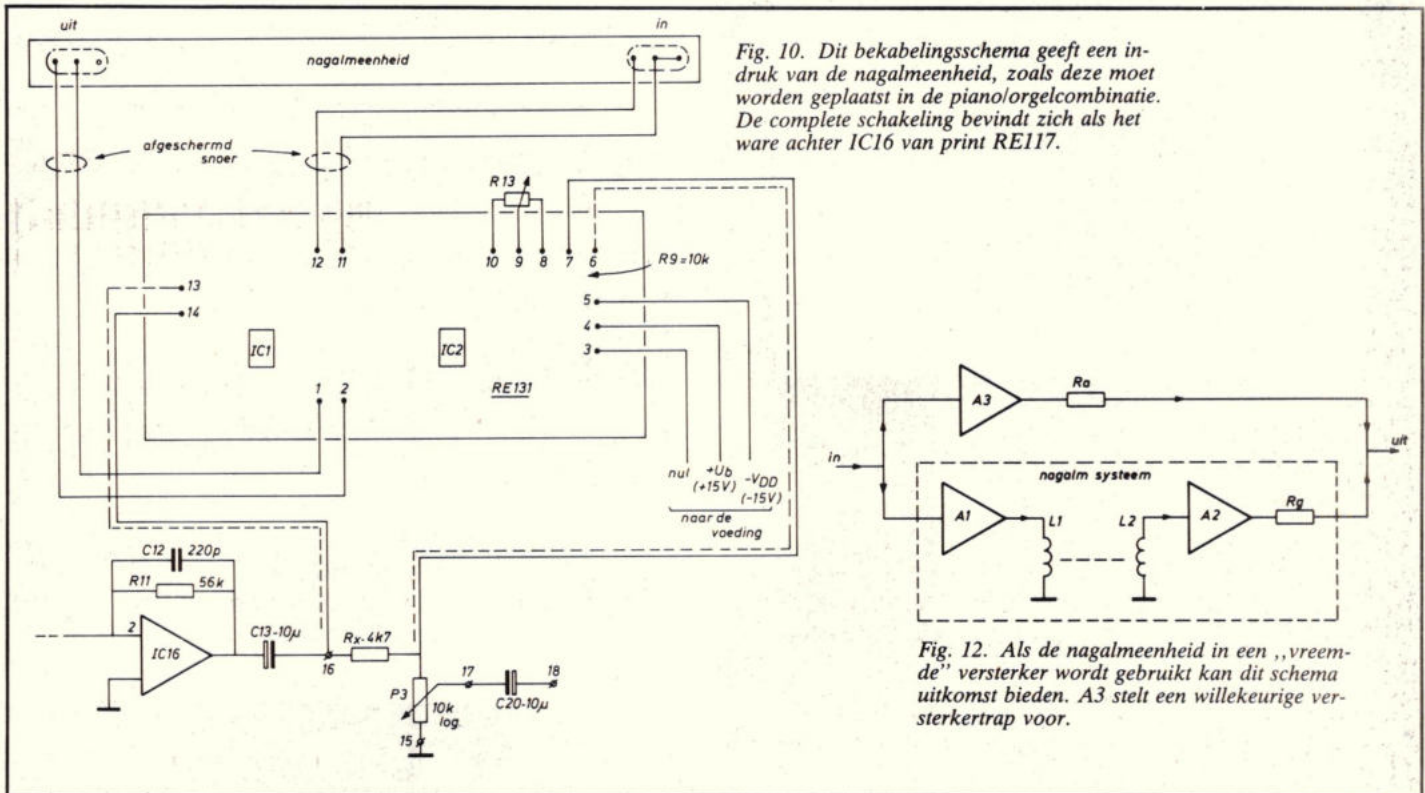 uit
in
nagalmeenheid
Fig. 10. Dit bekabelingsschema geeft een in-
druk van de nagalmeenheid, zoals deze moet
worden geplaatst in de piano/orgelcombinatie.
De complete schakeling bevindt zich als het
ware achter IC16 van print RE117.
afgeschermd
snoer
R13
12 11 10 9 8 7 6
R9=10k
13
14
5
4
3
IC1
IC2
RE131
1 2
nul
+Ub
(+15V)
-VDD
(-15V)
naar de
voeding
C12 220p
R11 56k
2
IC16
C13-10µ
16
Rx-4k7
P3
10k
log.
15
17
C20-10µ
18
A3
Ra
in
uit
nagalm systeem
A1
L1
L2
A2
Rg
Fig. 12. Als de nagalmeenheid in een ,,vreem-
de" versterker wordt gebruikt kan dit schema
uitkomst bieden. A3 stelt een willekeurige ver-
sterkertrap voor.